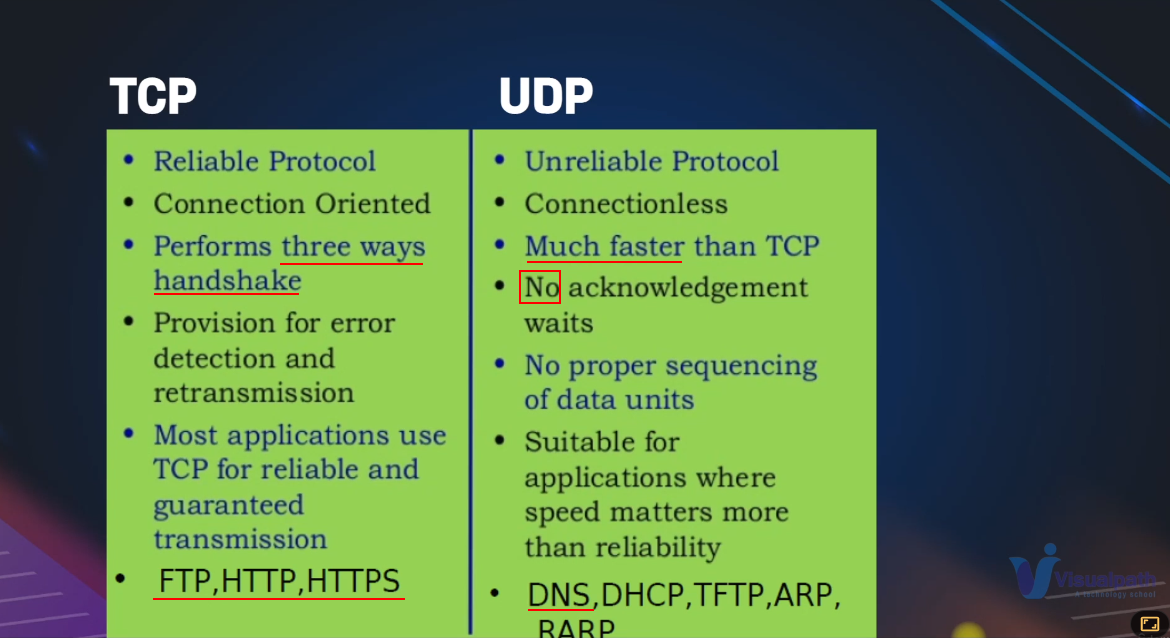 TCP
• Reliable Protocol
• Connection Oriented
• Performs three ways
handshake
• Provision for error
detection and
retransmission
• Most applications use
TCP for reliable and
guaranteed
transmission
• FTP,HTTP,HTTPS
UDP
• Unreliable Protocol
• Connectionless
• Much faster than TCP
• No acknowledgement
waits
• No proper sequencing
of data units
• Suitable for
applications where
speed matters more
than reliability
• DNS,DHCP,TFTP,ARP,
RARP
Visualpath
A technology school